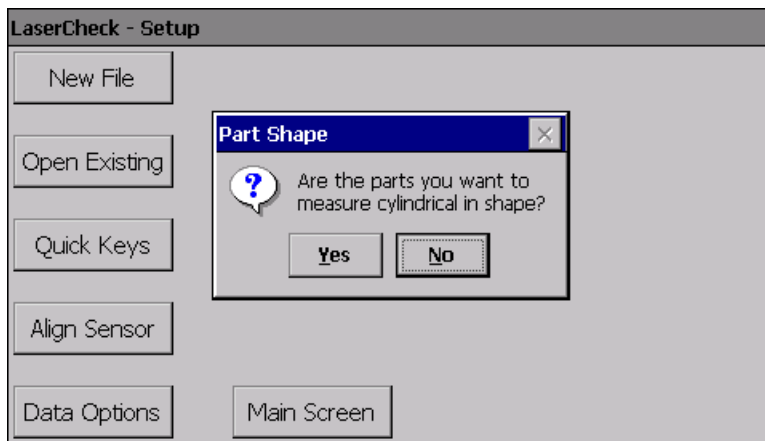 LaserCheck - Setup
New File
Part Shape
Open Existing
?
Are the parts you want to
measure cylindrical in shape?
Quick Keys
Yes
No
Align Sensor
Data Options
Main Screen